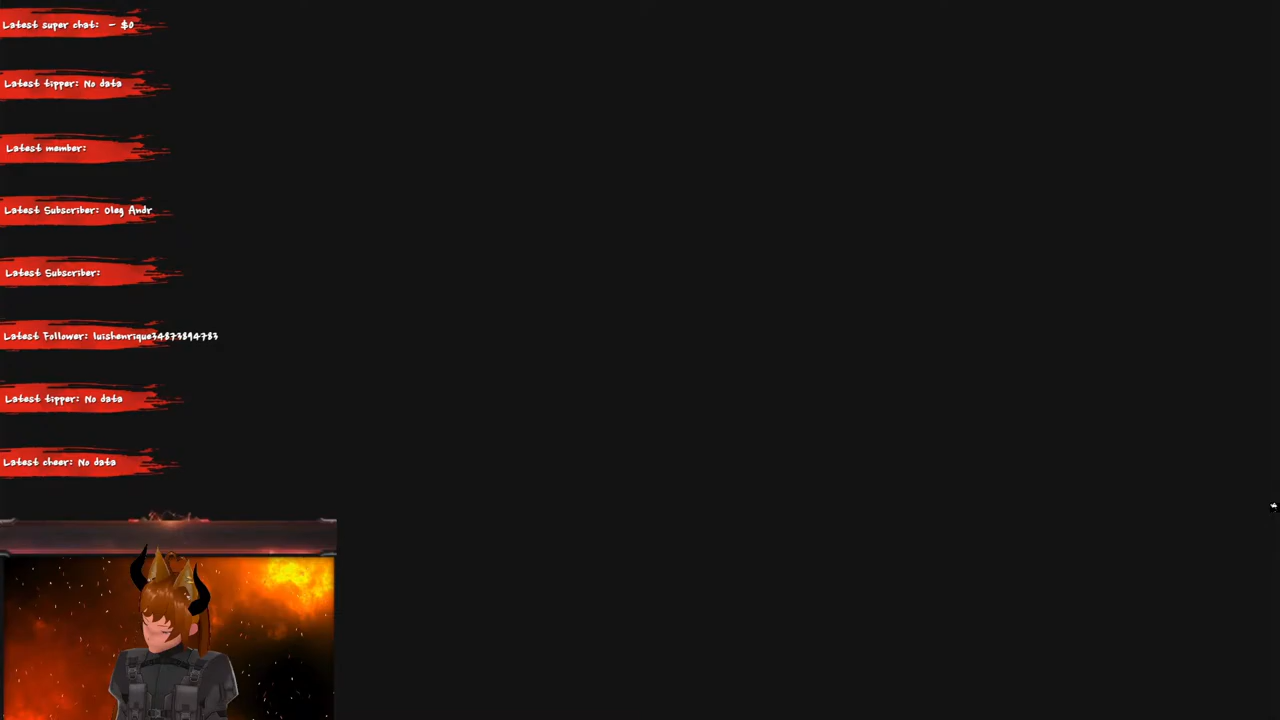 Latest super chat: - $0
Latest tipper: No data
Latest member:
Latest Subscriber: Oleg Andr
Latest Subscriber:
Latest Follower: luishenrique34873894783
Latest tipper: No data
Latest cheer: No data